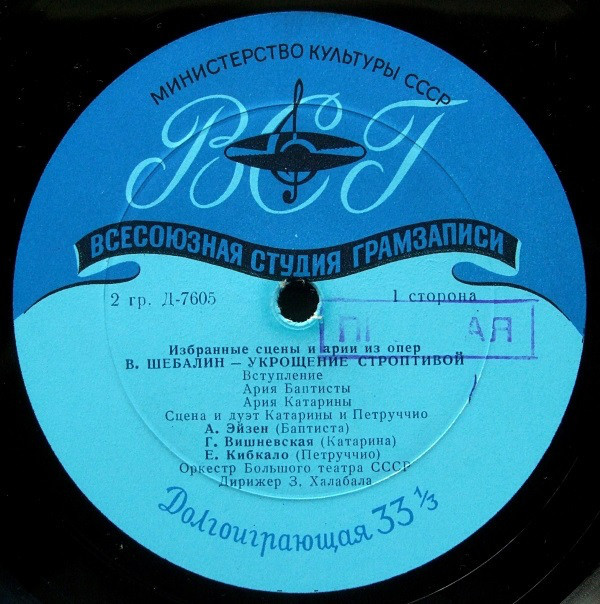 МИНИСТЕРСТВО КУЛЬТУРЫ СССР
ВСГ
ВСЕСОЮЗНАЯ СТУДИЯ ГРАМЗАПИСИ
2 гр. Д-7605
1 сторона
Избранные сцены и арии из опер
В. ШЕБАЛИН — УКРОЩЕНИЕ СТРОПТИВОЙ
Вступление
Ария Баптисты
Ария Катарины
Сцена и дуэт Катарины и Петруччио
А. Эйзен (Баптиста)
Г. Вишневская (Катарина)
Е. Кибкало (Петруччио)
Оркестр Большого театра СССР
Дирижер З. Халабала
Долгоиграющая 33 1/3